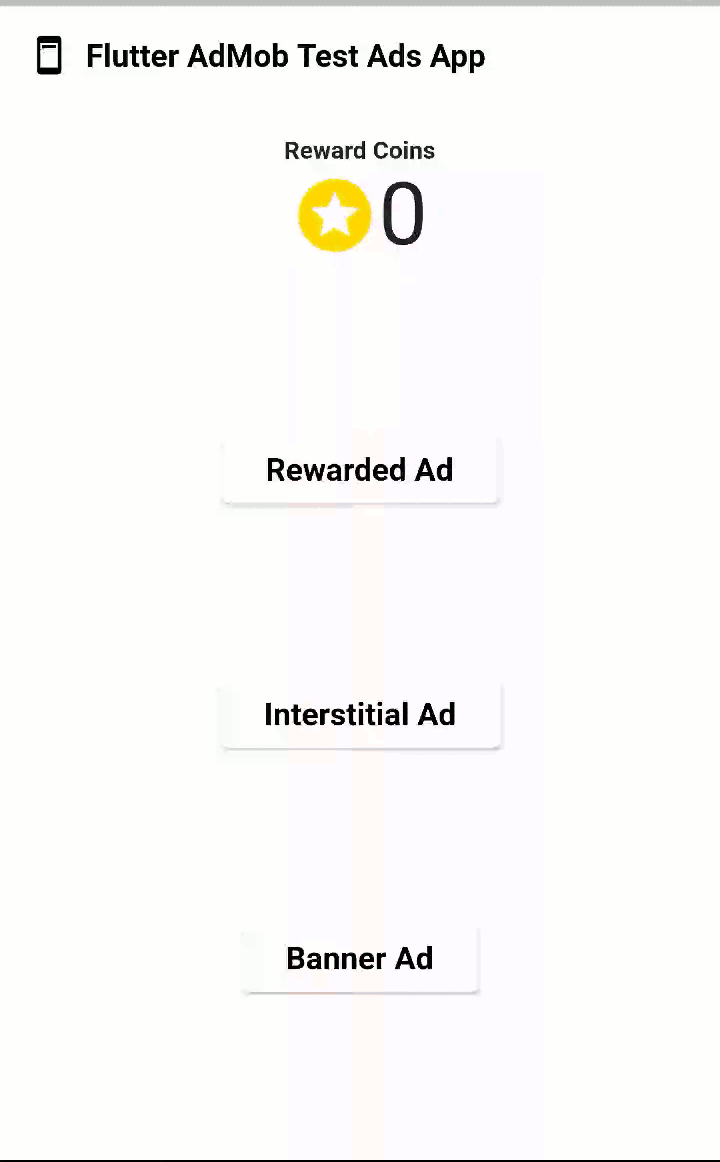 Flutter AdMob Test Ads App
Reward Coins
0
Rewarded Ad
Interstitial Ad
Banner Ad